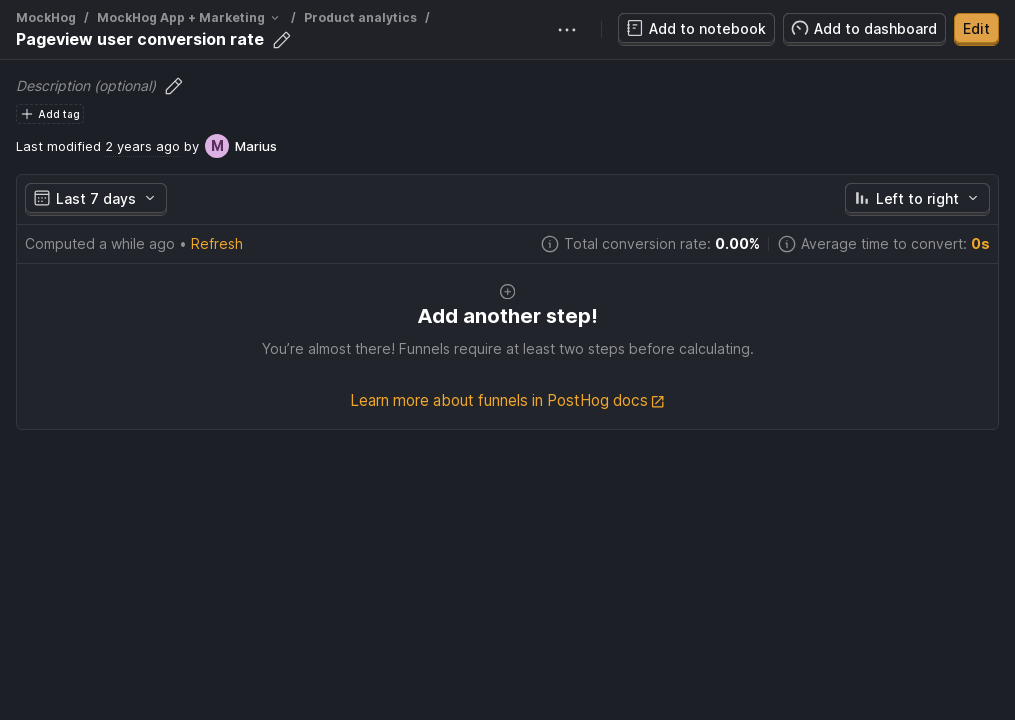 MockHog / MockHog App + Marketing / Product analytics /
Pageview user conversion rate
Add to notebook
Add to dashboard
Edit
Description (optional)
Add tag
Last modified 2 years ago by M Marius
Last 7 days
Left to right
Computed a while ago • Refresh
Total conversion rate: 0.00%
Average time to convert: 0s
Add another step!
You’re almost there! Funnels require at least two steps before calculating.
Learn more about funnels in PostHog docs